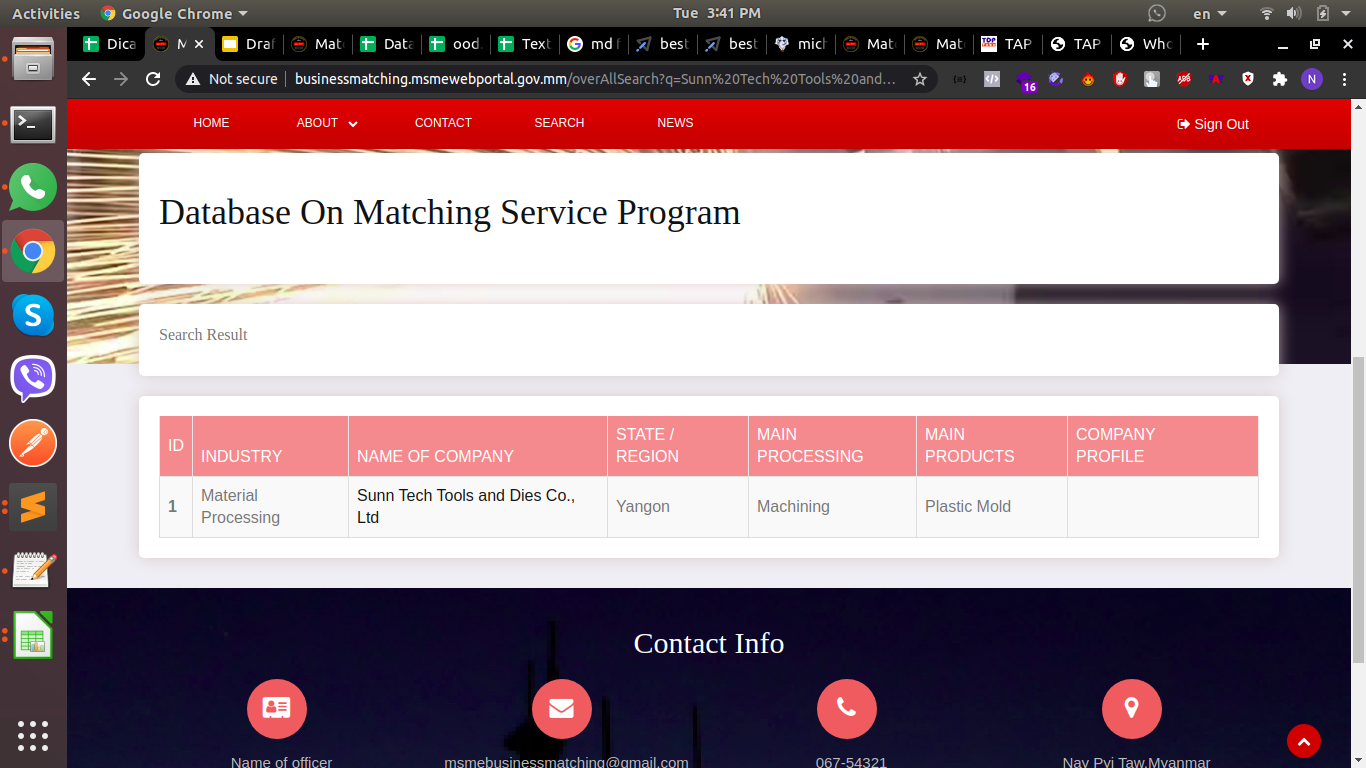 Activities
Google Chrome
Tue 3:41 PM
en
Dica
M
Draf
Mat
Data
ood.
Text
md f
best
best
mich
Mat
Mat
TAP
TAP
Who
Not secure
businessmatching.msmewebportal.gov.mm/overAllSearch?q=Sunn%20Tech%20Tools%20and...
16
N
HOME
ABOUT
CONTACT
SEARCH
NEWS
Sign Out
Database On Matching Service Program
Search Result
ID
INDUSTRY
NAME OF COMPANY
STATE /
REGION
MAIN
PROCESSING
MAIN
PRODUCTS
COMPANY
PROFILE
1
Material
Processing
Sunn Tech Tools and Dies Co.,
Ltd
Yangon
Machining
Plastic Mold
Contact Info
Name of officer
msmebusinessmatching@gmail.com
067-54321
Nay Pyi Taw,Myanmar